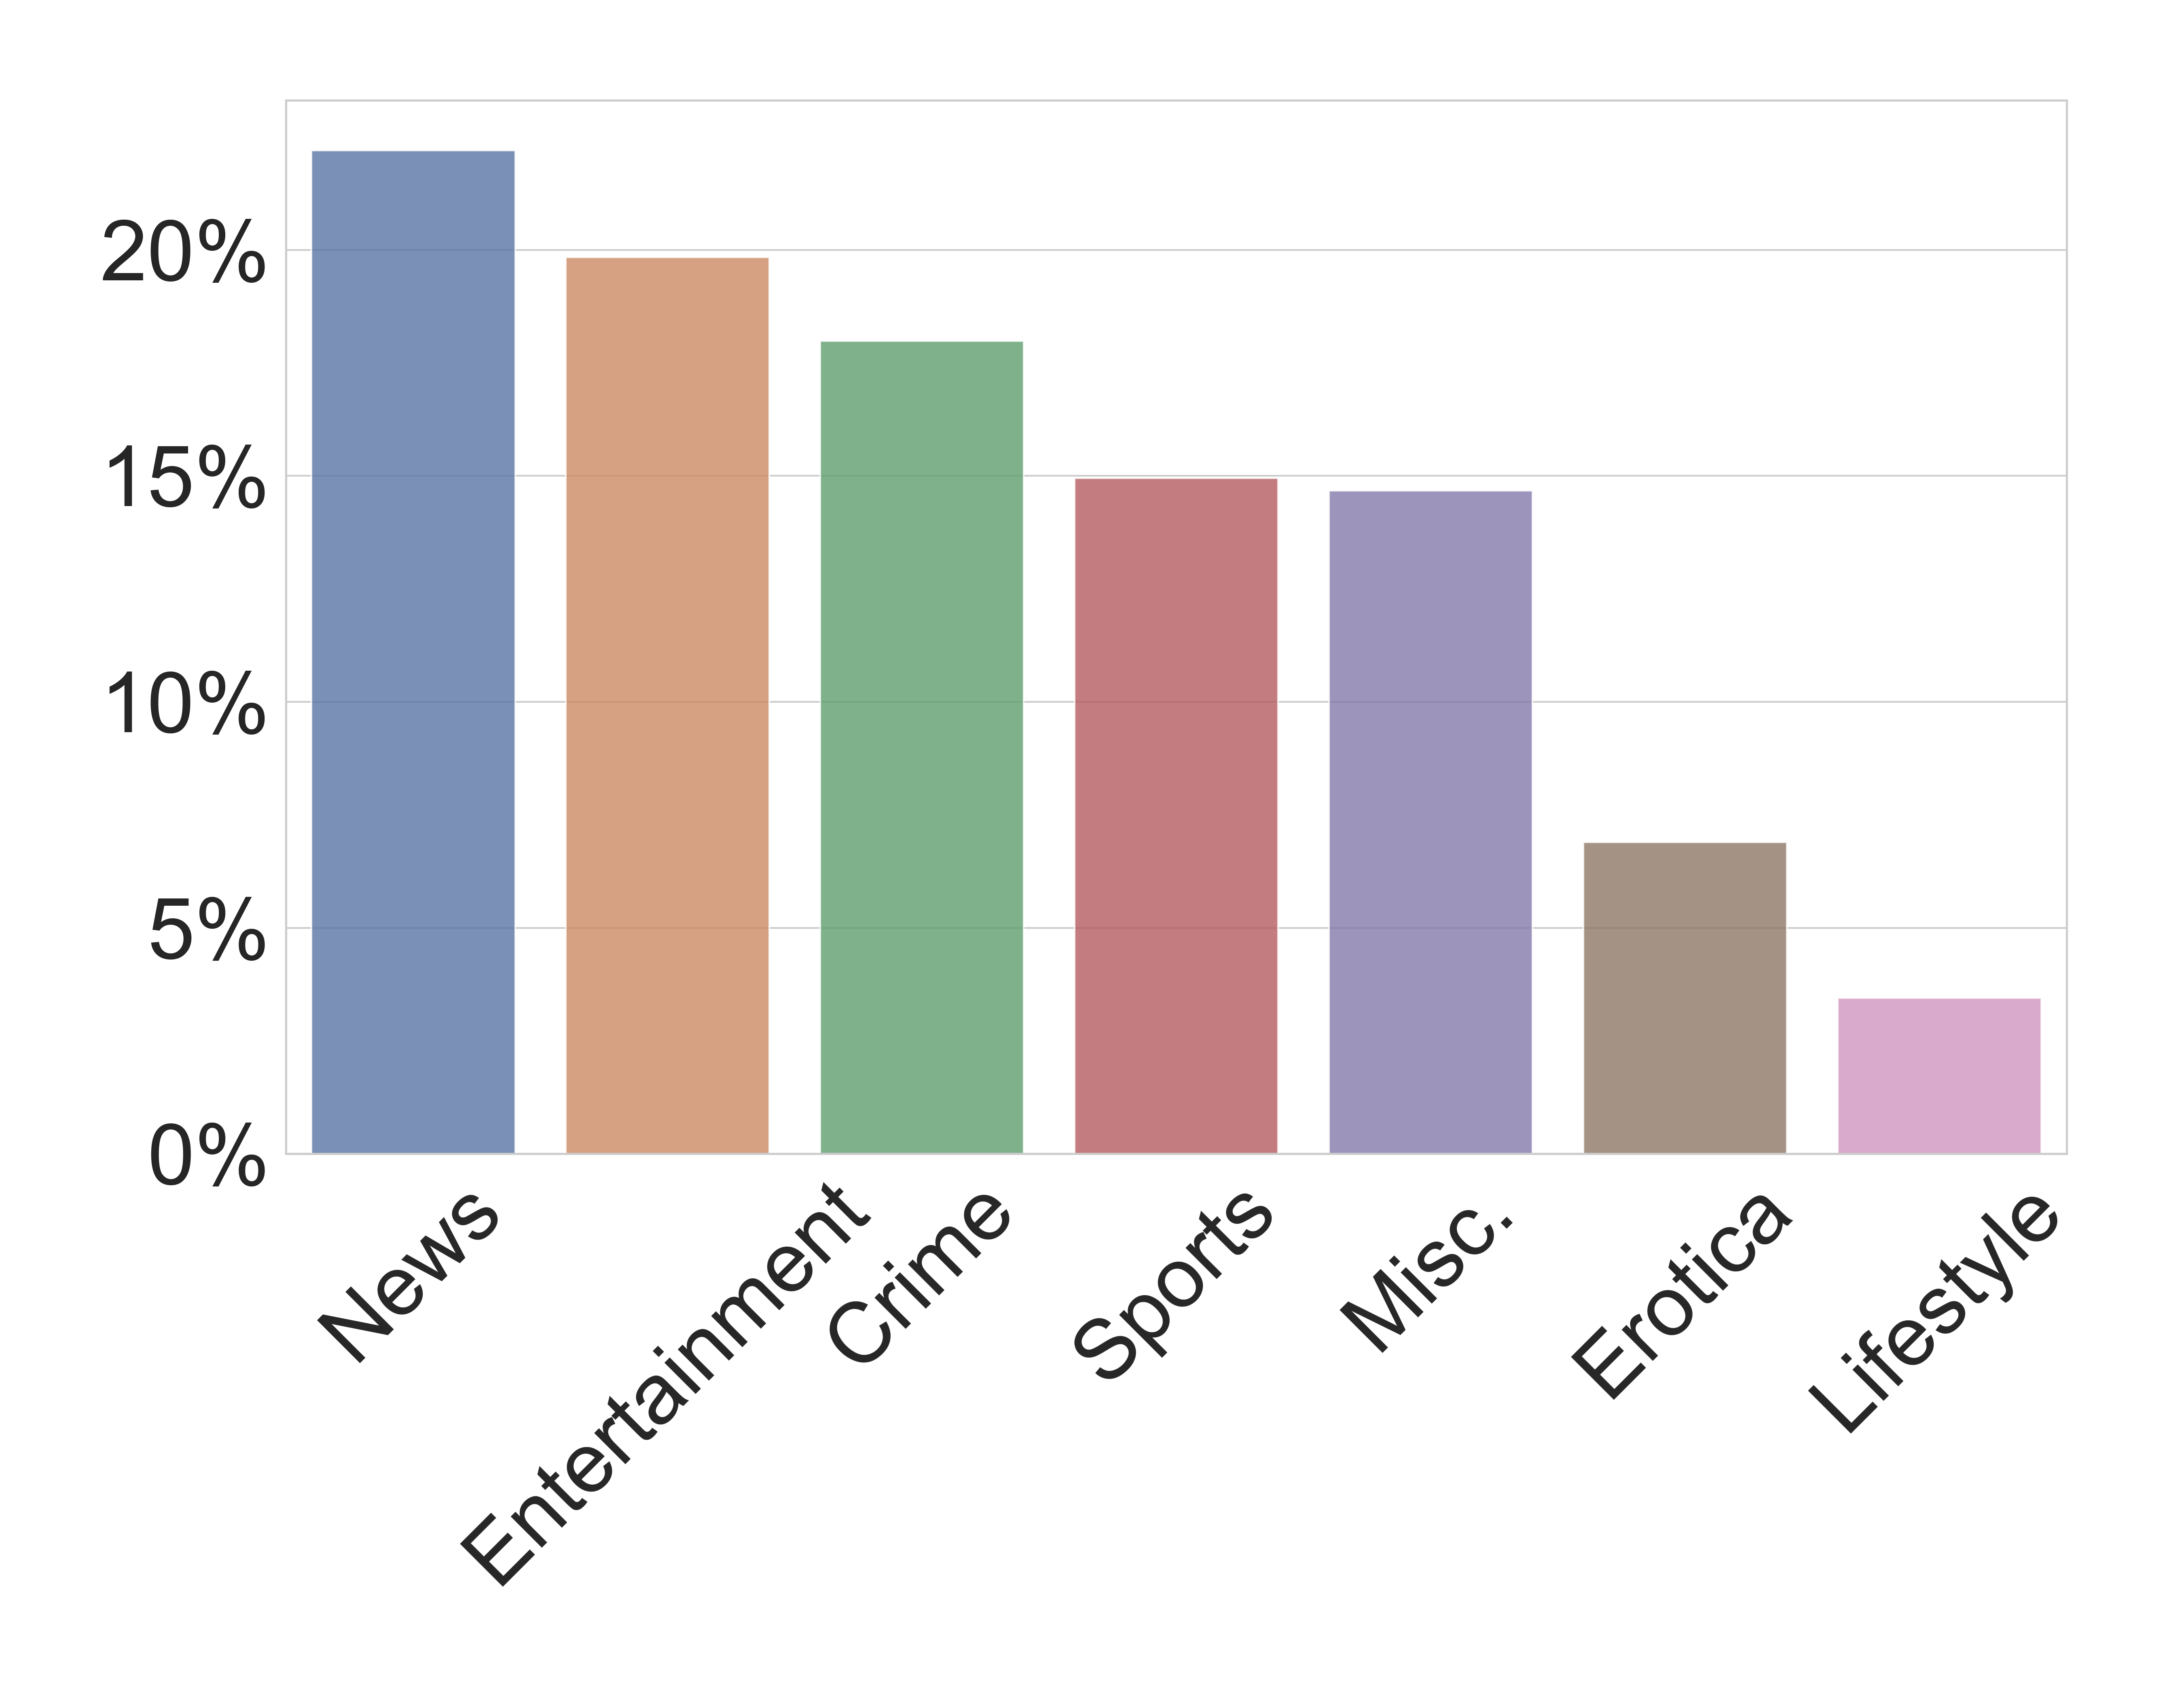 20%
15%
10%
5%
0%
News
Entertainment
Crime
Sports
Misc.
Erotica
Lifestyle